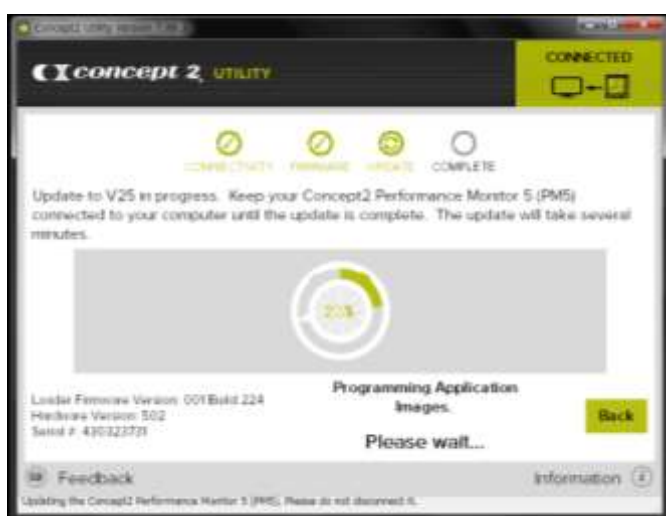 Concept2 Utility Version
concept 2 UTILITY
CONNECTED
CONNECTIVITY FIRMWARE UPDATE COMPLETE
Update to V25 in progress. Keep your Concept2 Performance Monitor 5 (PM5)
connected to your computer until the update is complete. The update will take several
minutes.
Programming Application
Images.
Please wait...
Loader Firmware Version: 001 Build 224
Hardware Version: 502
Serial #: 430323731
Back
Feedback
Information
Updating the Concept2 Performance Monitor 5 (PM5), Please do not disconnect it.